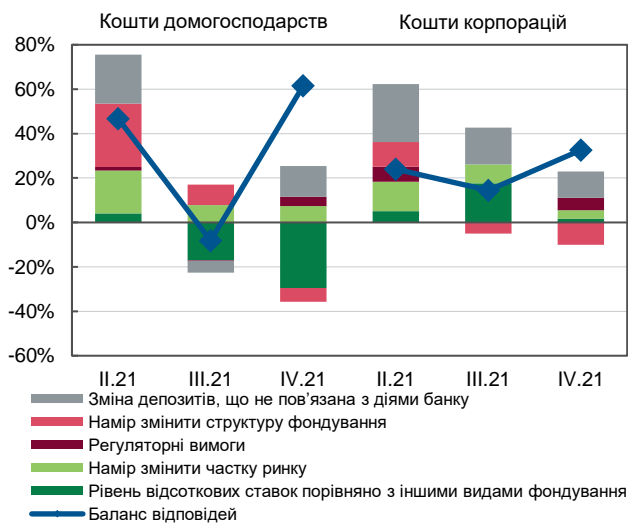 Кошти домогосподарств Кошти корпорацій
80%
60%
40%
20%
0%
-20%
-40%
-60%
II.21 III.21 IV.21 II.21 III.21 IV.21
Зміна депозитів, що не пов’язана з діями банку
Намір змінити структуру фондування
Регуляторні вимоги
Намір змінити частку ринку
Рівень відсоткових ставок порівняно з іншими видами фондування
Баланс відповідей